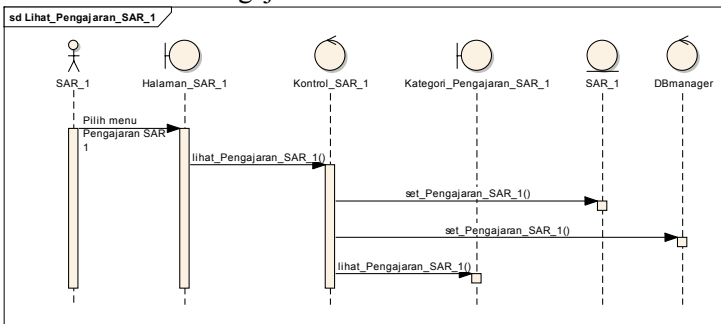 sd Lihat_Pengajaran_SAR_1
SAR_1
Halaman_SAR_1
Kontrol_SAR_1
Kategori_Pengajaran_SAR_1
SAR_1
DBmanager
Pilih menu
Pengajaran SAR
1
lihat_Pengajaran_SAR_1()
set_Pengajaran_SAR_1()
set_Pengajaran_SAR_1()
lihat_Pengajaran_SAR_1()